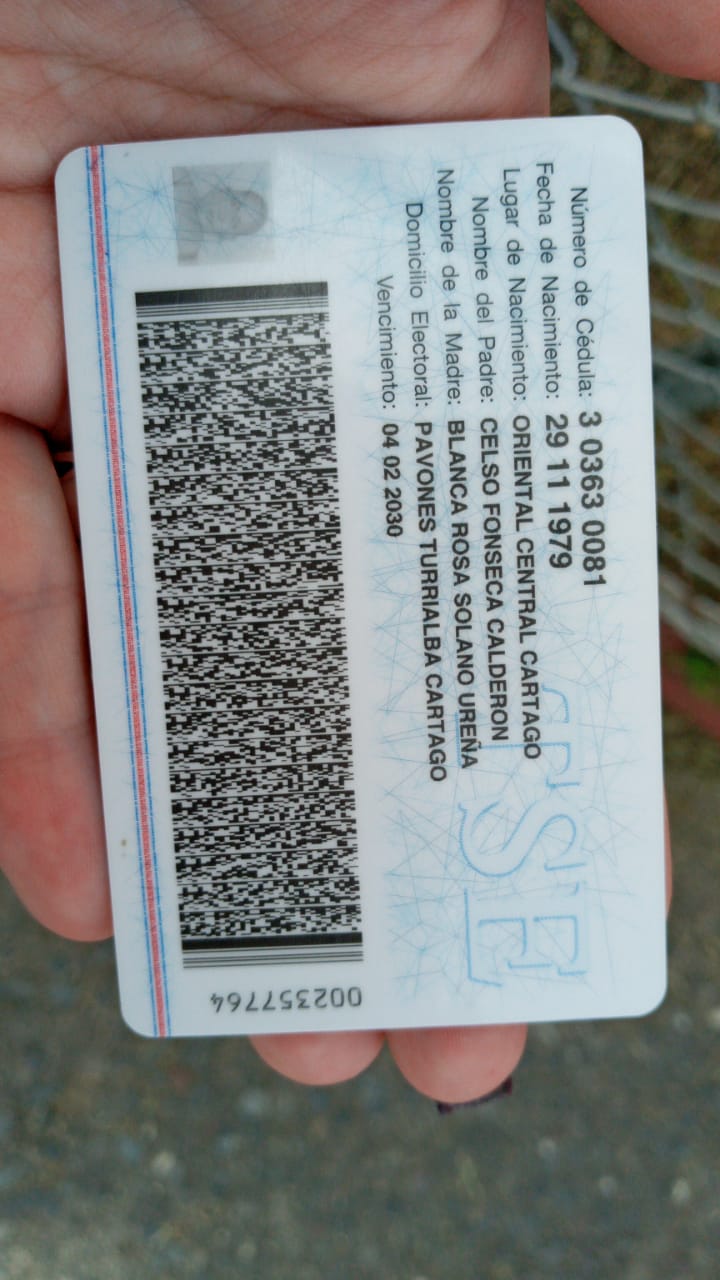 Número de Cédula: 3 0363 0081
Fecha de Nacimiento: 29 11 1979
Lugar de Nacimiento: ORIENTAL CENTRAL CARTAGO
Nombre del Padre: CELSO FONSECA CALDERON
Nombre de la Madre: BLANCA ROSA SOLANO UREÑA
Domicilio Electoral: PAVONES TURRIALBA CARTAGO
Vencimiento: 04 02 2030
TSE
002357764